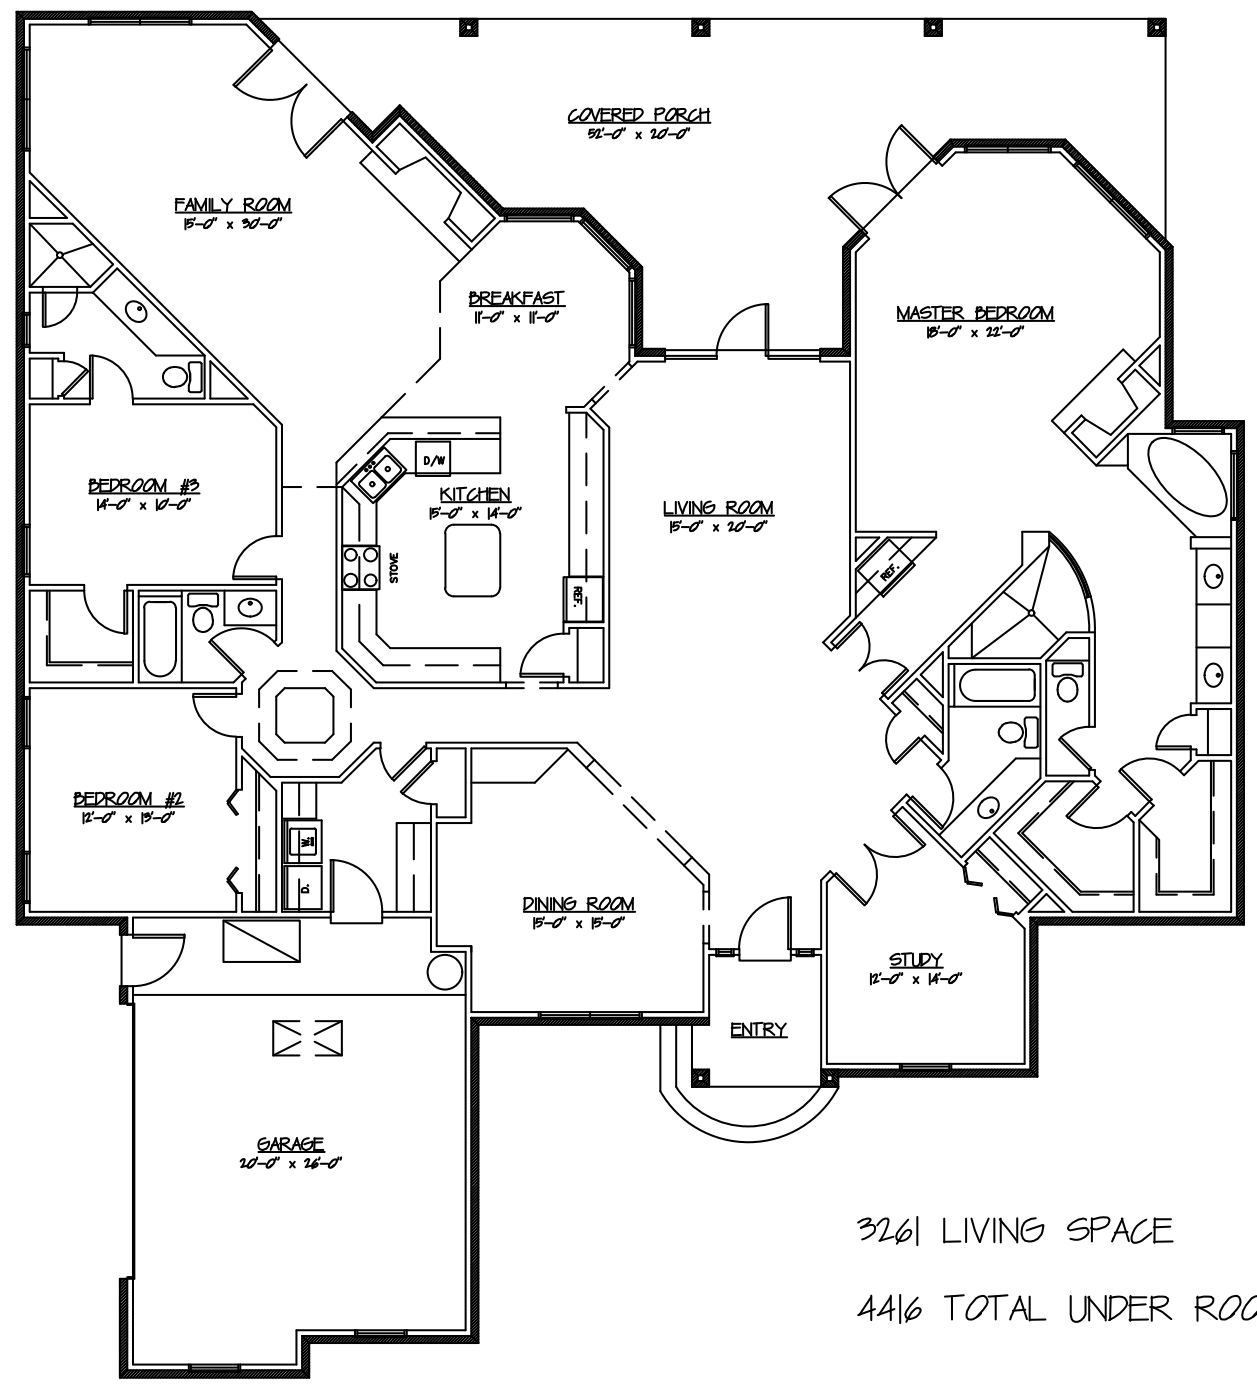 COVERED PORCH
52'-0" x 20'-0"
FAMILY ROOM
15'-0" x 30'-0"
BREAKFAST
11'-0" x 11'-0"
MASTER BEDROOM
18'-0" x 22'-0"
D/W
BEDROOM #3
14'-0" x 10'-0"
KITCHEN
15'-0" x 14'-0"
LIVING ROOM
15'-0" x 20'-0"
STOVE
REF.
REF.
BEDROOM #2
12'-0" x 13'-0"
W.
D.
DINING ROOM
15'-0" x 15'-0"
STUDY
12'-0" x 14'-0"
ENTRY
GARAGE
20'-0" x 26'-0"
3261 LIVING SPACE
4416 TOTAL UNDER ROO